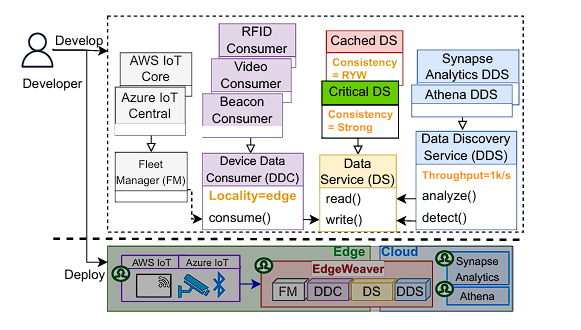 Develop
Developer
AWS IoT
Core
Azure IoT
Central
RFID
Consumer
Video
Consumer
Beacon
Consumer
Cached DS
Consistency
= RYW
Critical DS
Consistency
= Strong
Synapse
Analytics DDS
Athena DDS
Fleet
Manager (FM)
Device Data
Consumer (DDC)
Locality=edge
consume()
Data
Service (DS)
read()
write()
Data Discovery
Service (DDS)
Throughput=1k/s
analyze()
detect()
Deploy
Edge
Cloud
AWS IoT
Azure IoT
EdgeWeaver
FM
DDC
DS
DDS
Synapse
Analytics
Athena